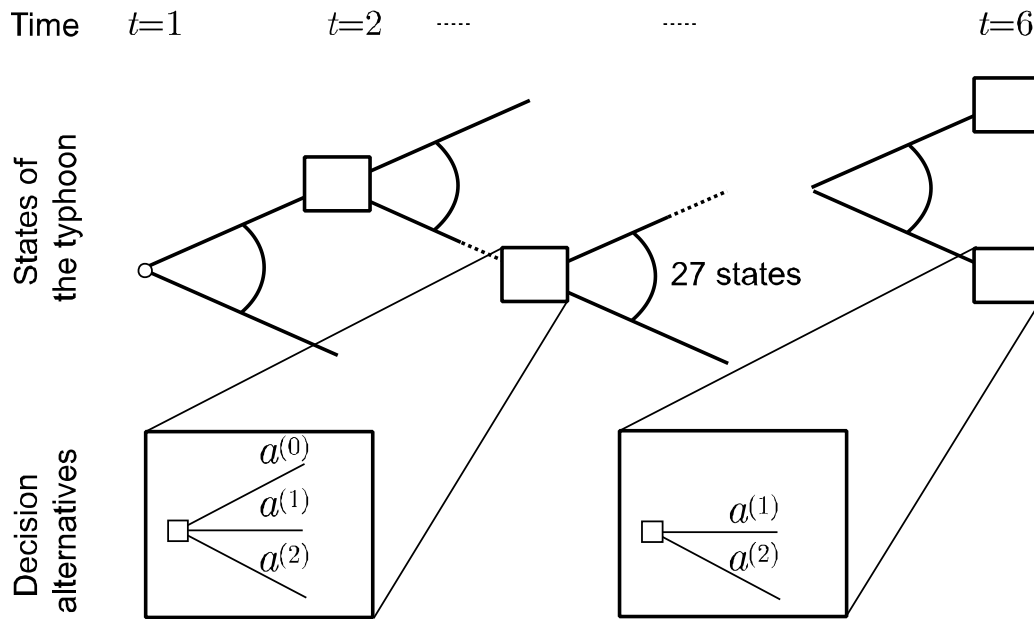 Time t=1 t=2 ..... ..... t=6
States of
the typhoon
27 states
Decision
alternatives
a(0)
a(1)
a(2)
a(1)
a(2)